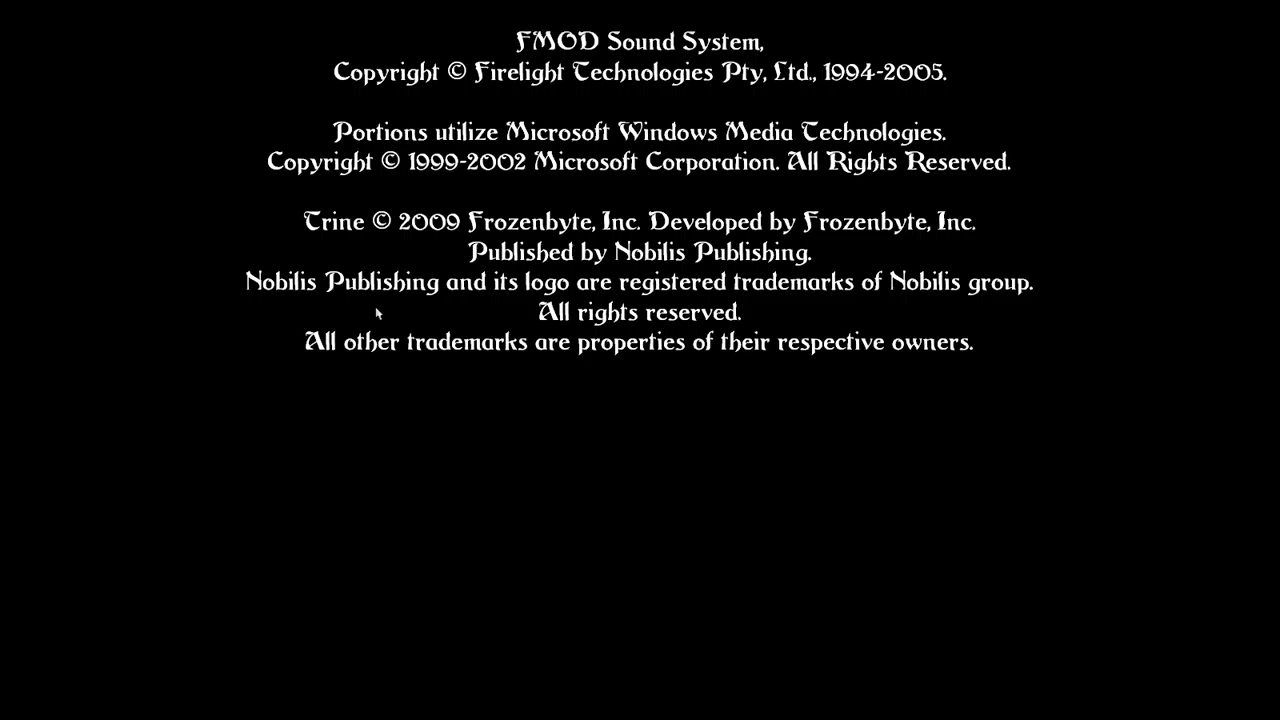 FMOD Sound System,
Copyright © Firelight Technologies Pty, Ltd., 1994-2005.
Portions utilize Microsoft Windows Media Technologies.
Copyright © 1999-2002 Microsoft Corporation. All Rights Reserved.
Trine © 2009 Frozenbyte, Inc. Developed by Frozenbyte, Inc.
Published by Nobilis Publishing.
Nobilis Publishing and its logo are registered trademarks of Nobilis group.
All rights reserved.
All other trademarks are properties of their respective owners.